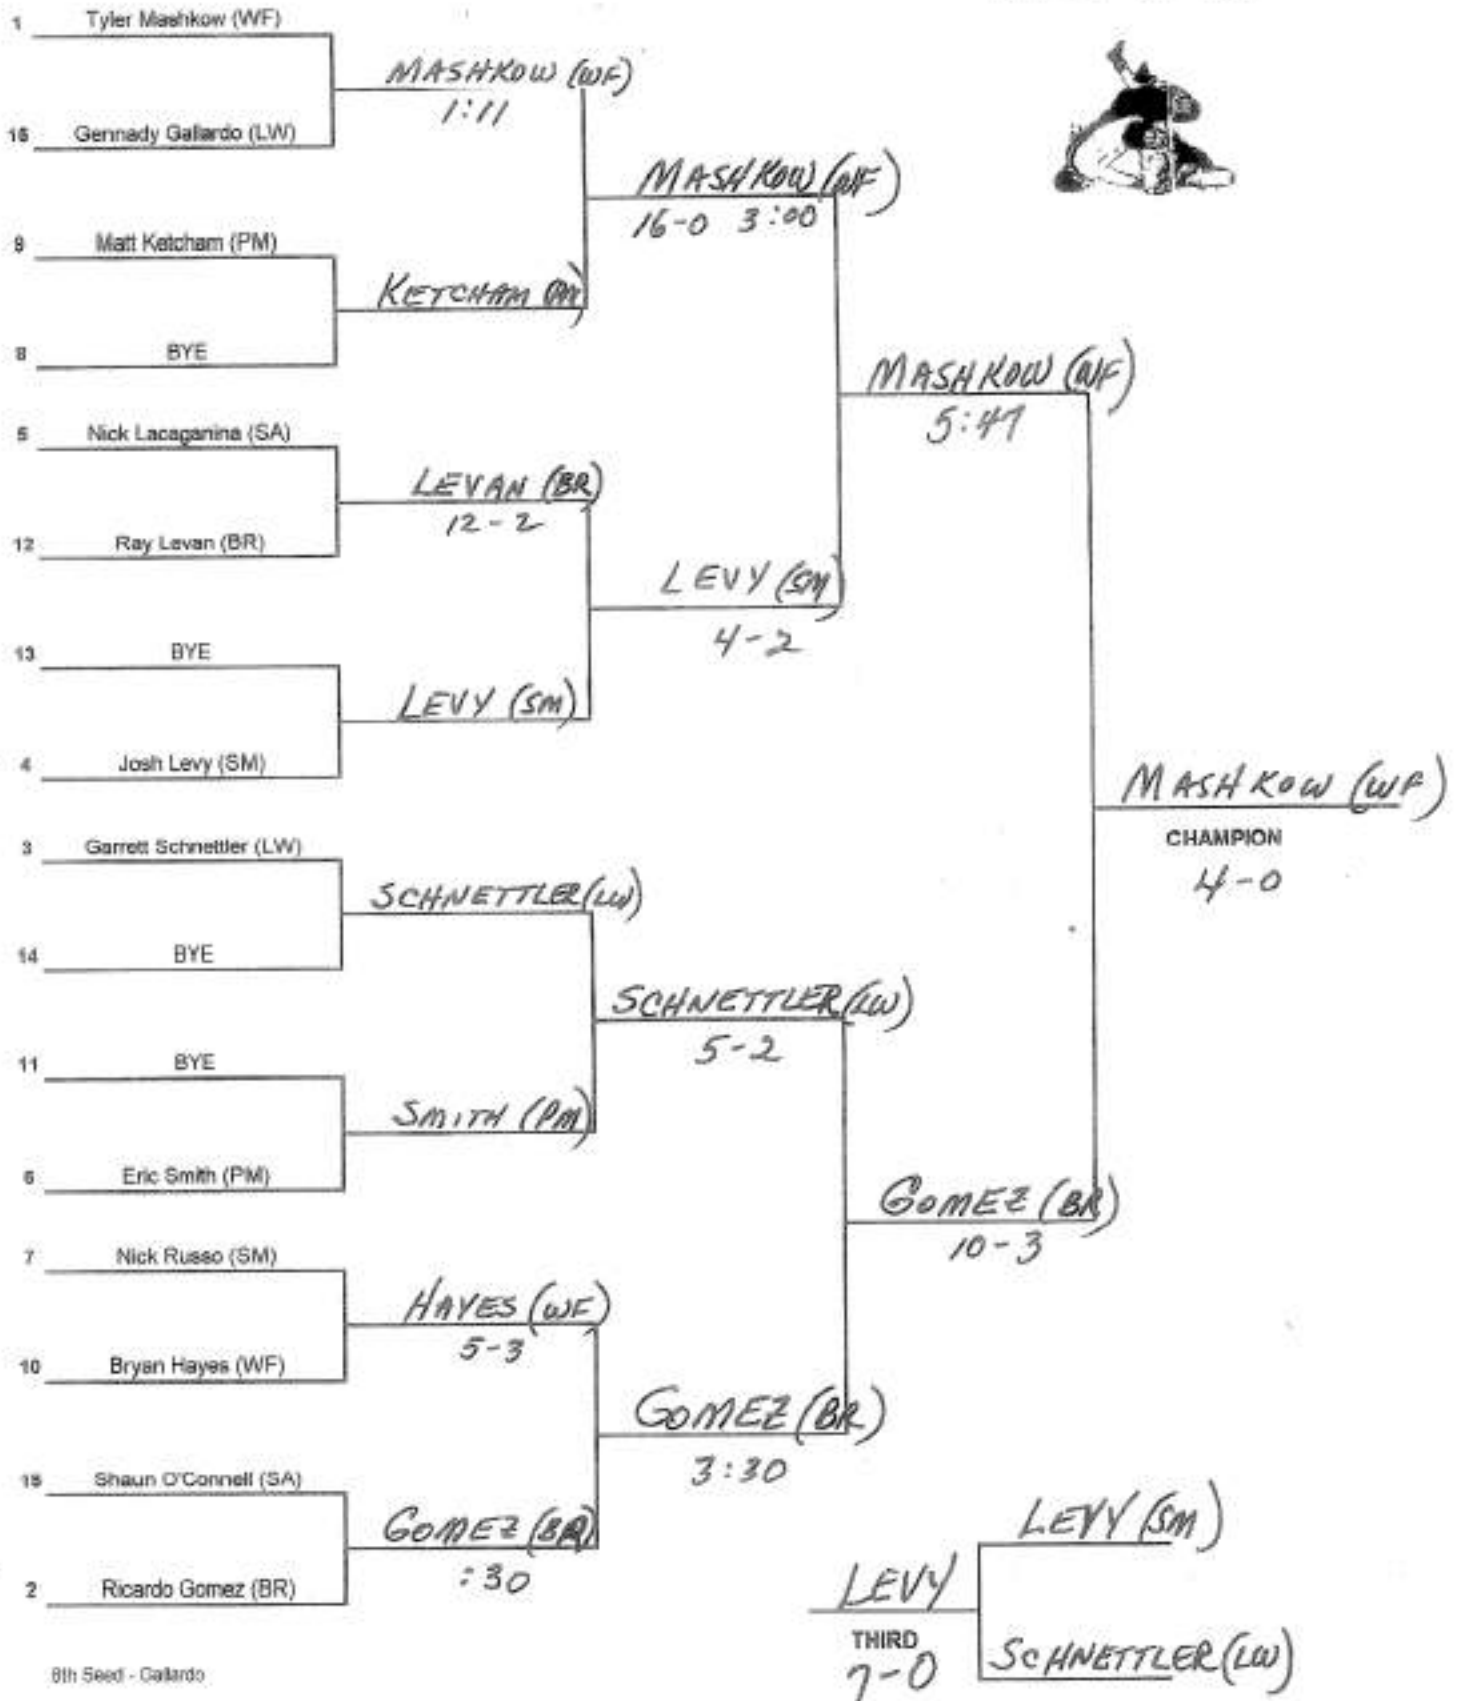 1 Tyler Mashkow (WF)
MASHKOW (WF)
1:11
16 Gennady Gallardo (LW)
MASHKOW (WF)
16-0 3:00
9 Matt Ketcham (PM)
KETCHAM (PM)
8 BYE
MASHKOW (WF)
5:47
5 Nick Lacaganina (SA)
LEVAN (BR)
12-2
12 Ray Levan (BR)
LEVY (SM)
4-2
13 BYE
LEVY (SM)
4 Josh Levy (SM)
MASHKOW (WF)
CHAMPION
4-0
3 Garrett Schnettler (LW)
SCHNETTLER (LW)
14 BYE
SCHNETTLER (LW)
5-2
11 BYE
SMITH (PM)
6 Eric Smith (PM)
GOMEZ (BR)
10-3
7 Nick Russo (SM)
HAYES (WF)
5-3
10 Bryan Hayes (WF)
GOMEZ (BR)
3:30
15 Shaun O'Connell (SA)
GOMEZ (BR)
:30
2 Ricardo Gomez (BR)
LEVY (SM)
LEVY
THIRD
7-0
SCHNETTLER (LW)
8th Seed - Gallardo